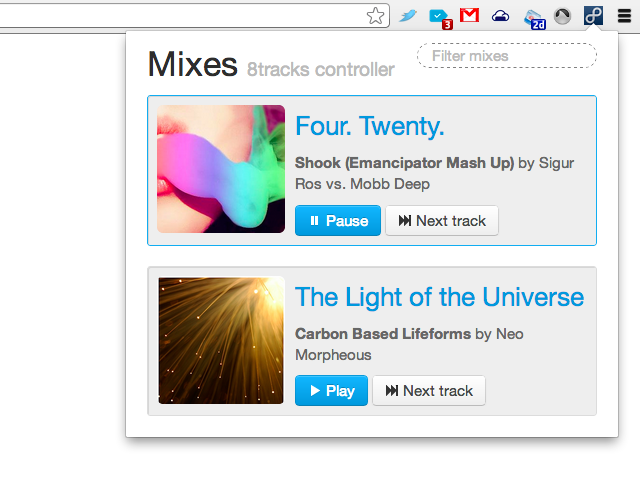 3
2d
Mixes 8tracks controller
Filter mixes
Four. Twenty.
Shook (Emancipator Mash Up) by Sigur
Ros vs. Mobb Deep
Pause
Next track
The Light of the Universe
Carbon Based Lifeforms by Neo
Morpheous
Play
Next track